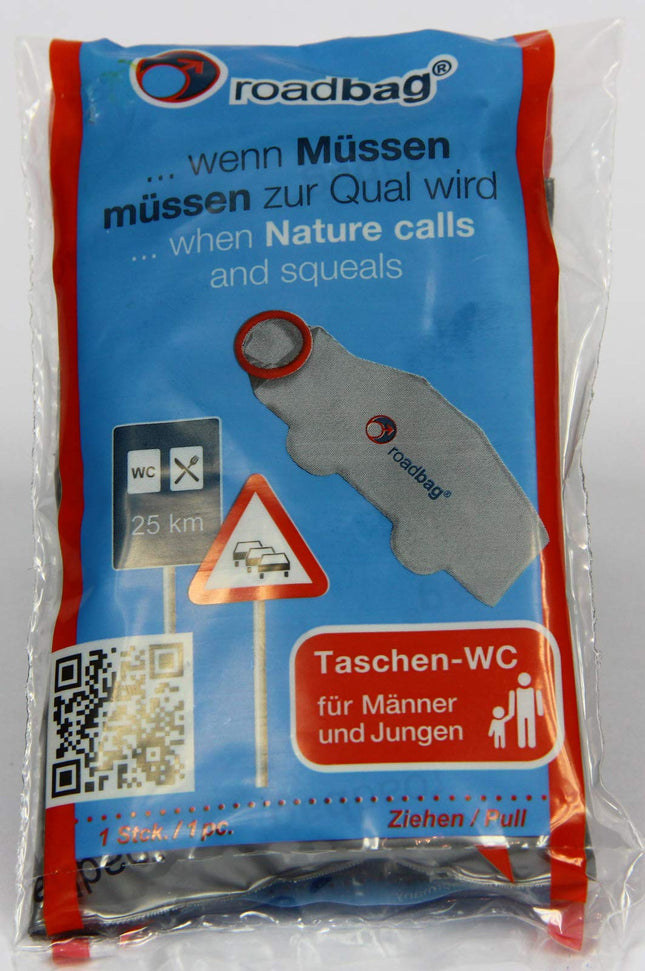 roadbag®
... wenn Müssen
müssen zur Qual wird
... when Nature calls
and squeals
roadbag®
WC
25 km
Taschen-WC
für Männer
und Jungen
1 Stck. / 1 pc.
Ziehen / Pull